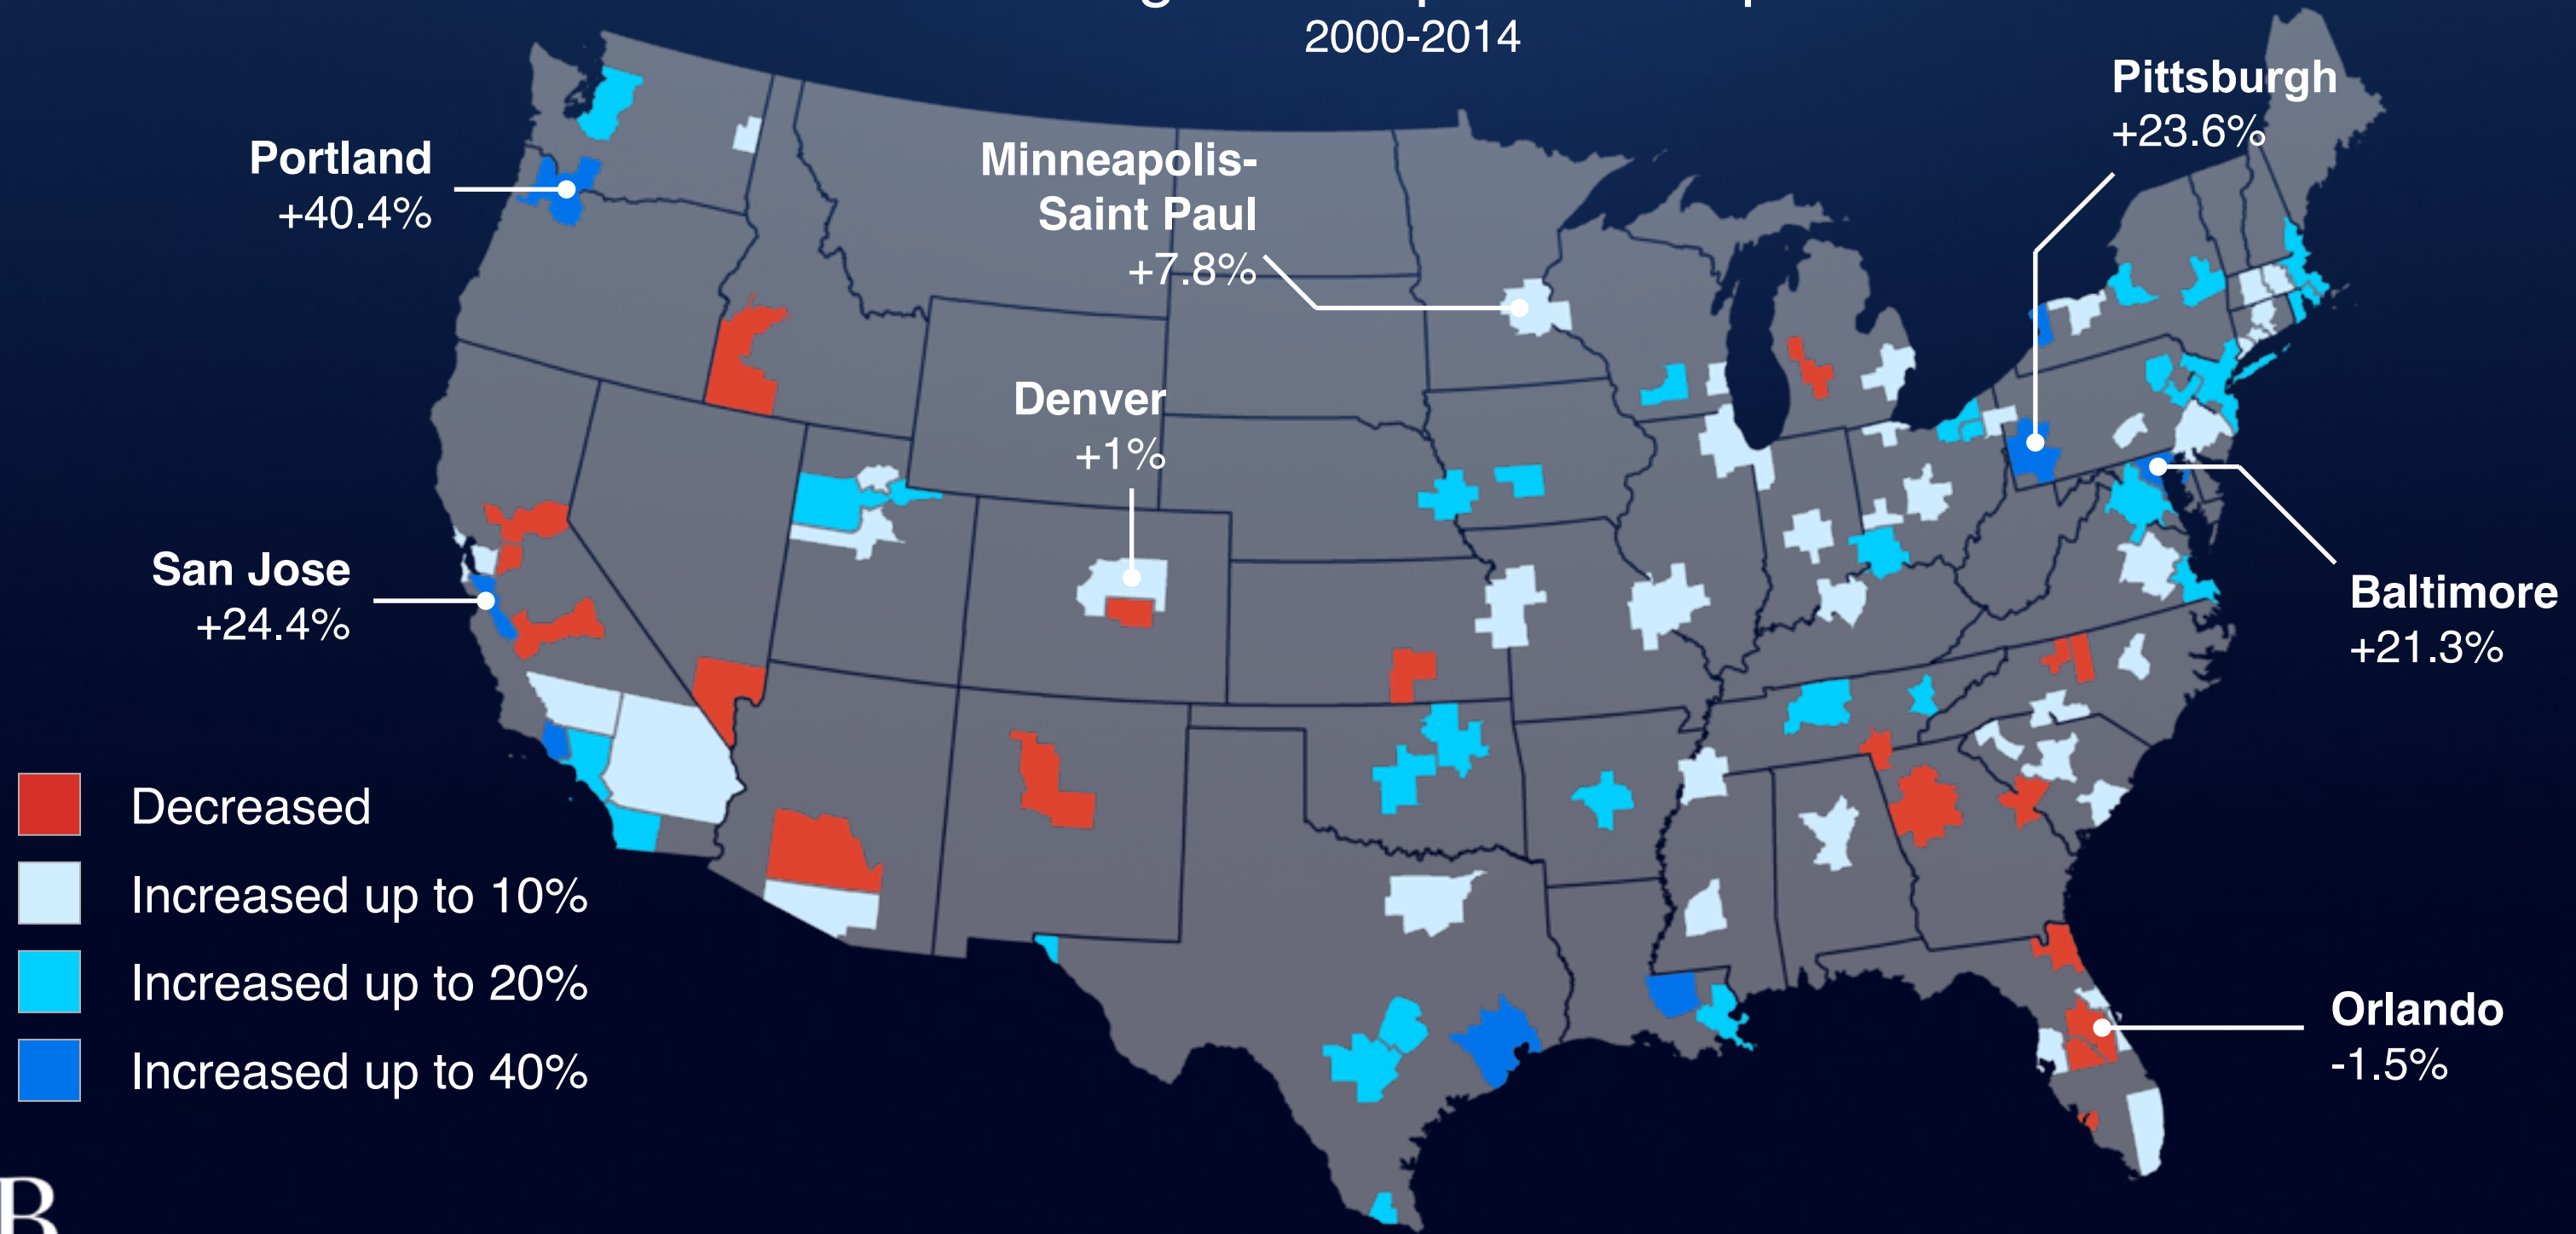 2000-2014
Pittsburgh
+23.6%
Portland
+40.4%
Minneapolis-
Saint Paul
+7.8%
Denver
+1%
San Jose
+24.4%
Baltimore
+21.3%
Decreased
Increased up to 10%
Increased up to 20%
Increased up to 40%
Orlando
-1.5%
B